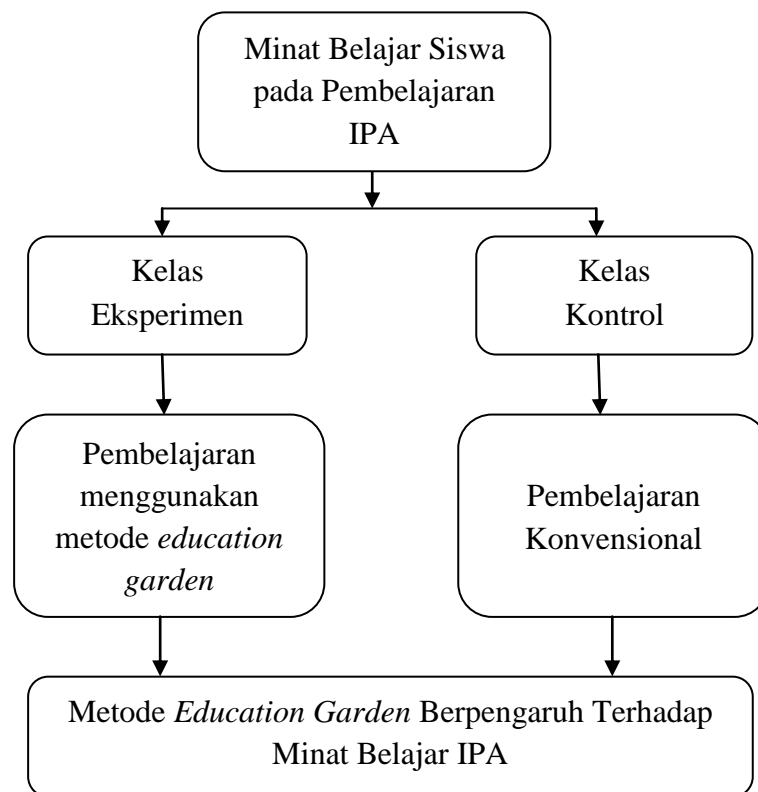 Minat Belajar Siswa
pada Pembelajaran
IPA
Kelas
Eksperimen
Kelas
Kontrol
Pembelajaran
menggunakan
metode education
garden
Pembelajaran
Konvensional
Metode Education Garden Berpengaruh Terhadap
Minat Belajar IPA